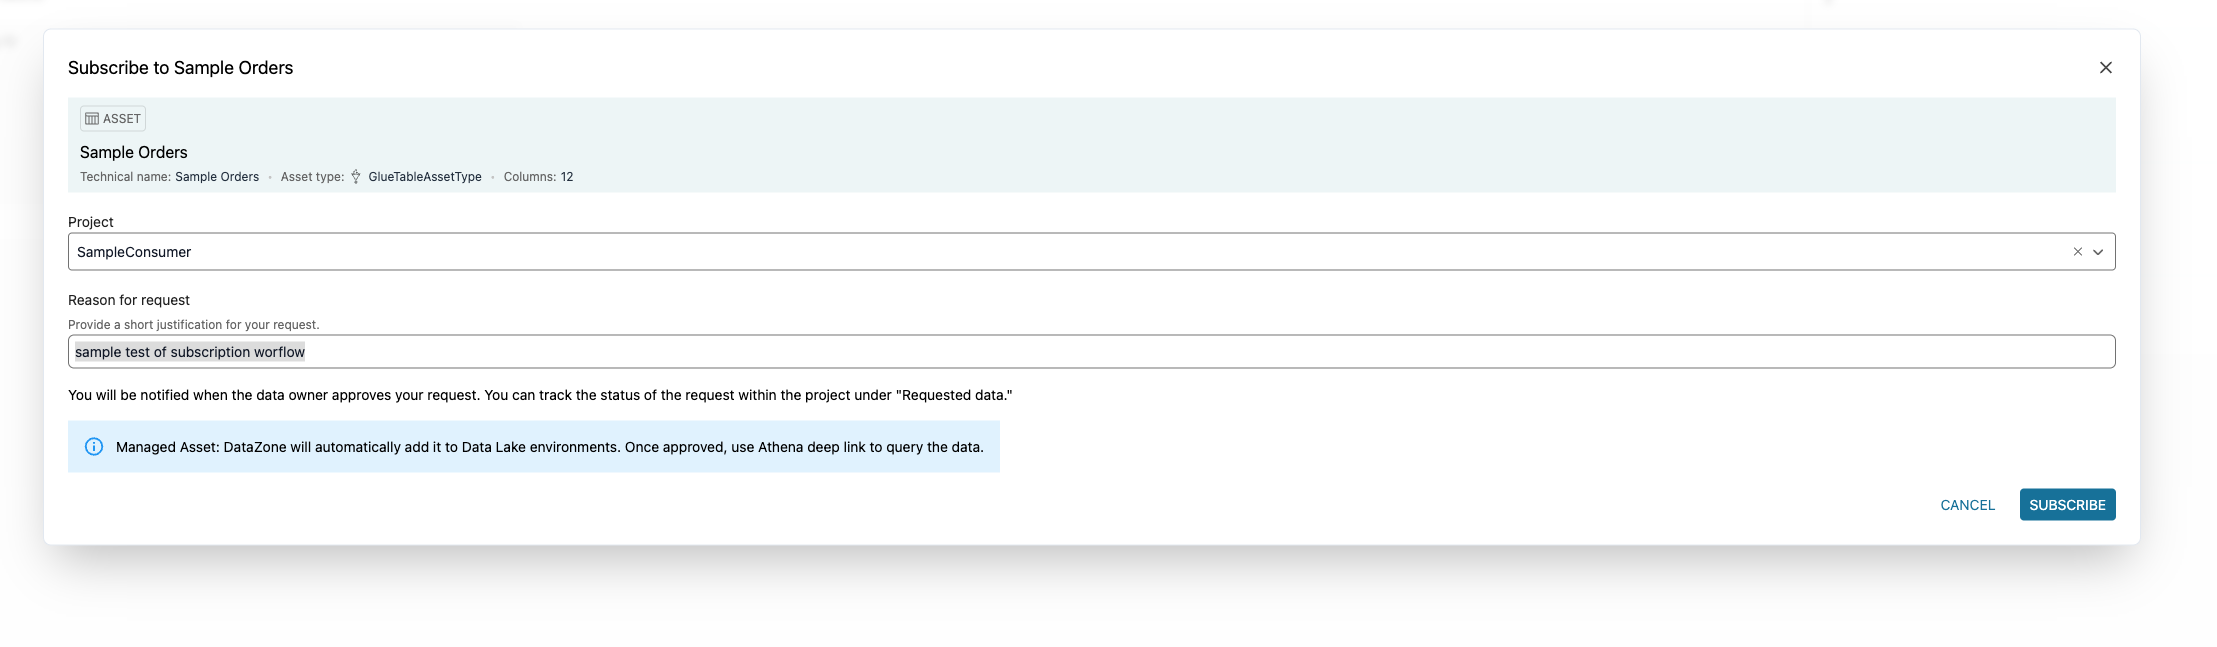 Subscribe to Sample Orders
ASSET
Sample Orders
Technical name: Sample Orders · Asset type: GlueTableAssetType · Columns: 12
Project
SampleConsumer
Reason for request
Provide a short justification for your request.
sample test of subscription worflow
You will be notified when the data owner approves your request. You can track the status of the request within the project under "Requested data."
Managed Asset: DataZone will automatically add it to Data Lake environments. Once approved, use Athena deep link to query the data.
CANCEL SUBSCRIBE